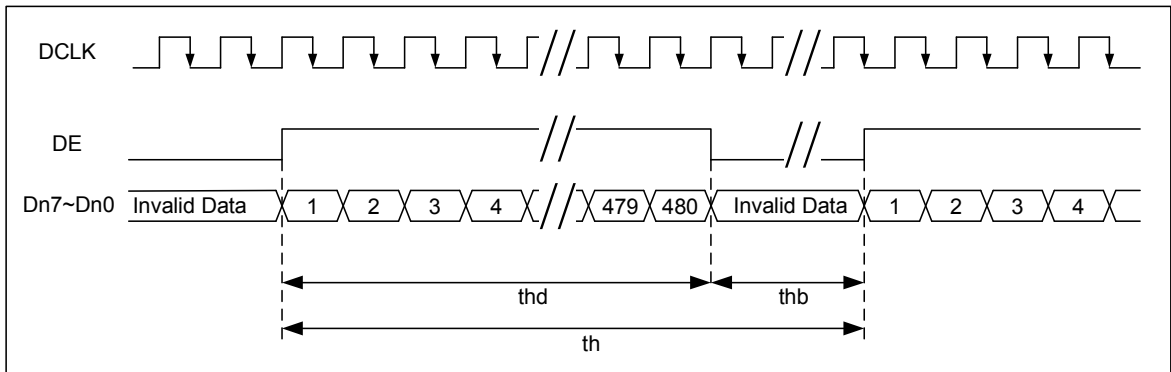 DCLK
DE
Dn7~Dn0 Invalid Data 1 2 3 4 479 480 Invalid Data 1 2 3 4
thd thb
th